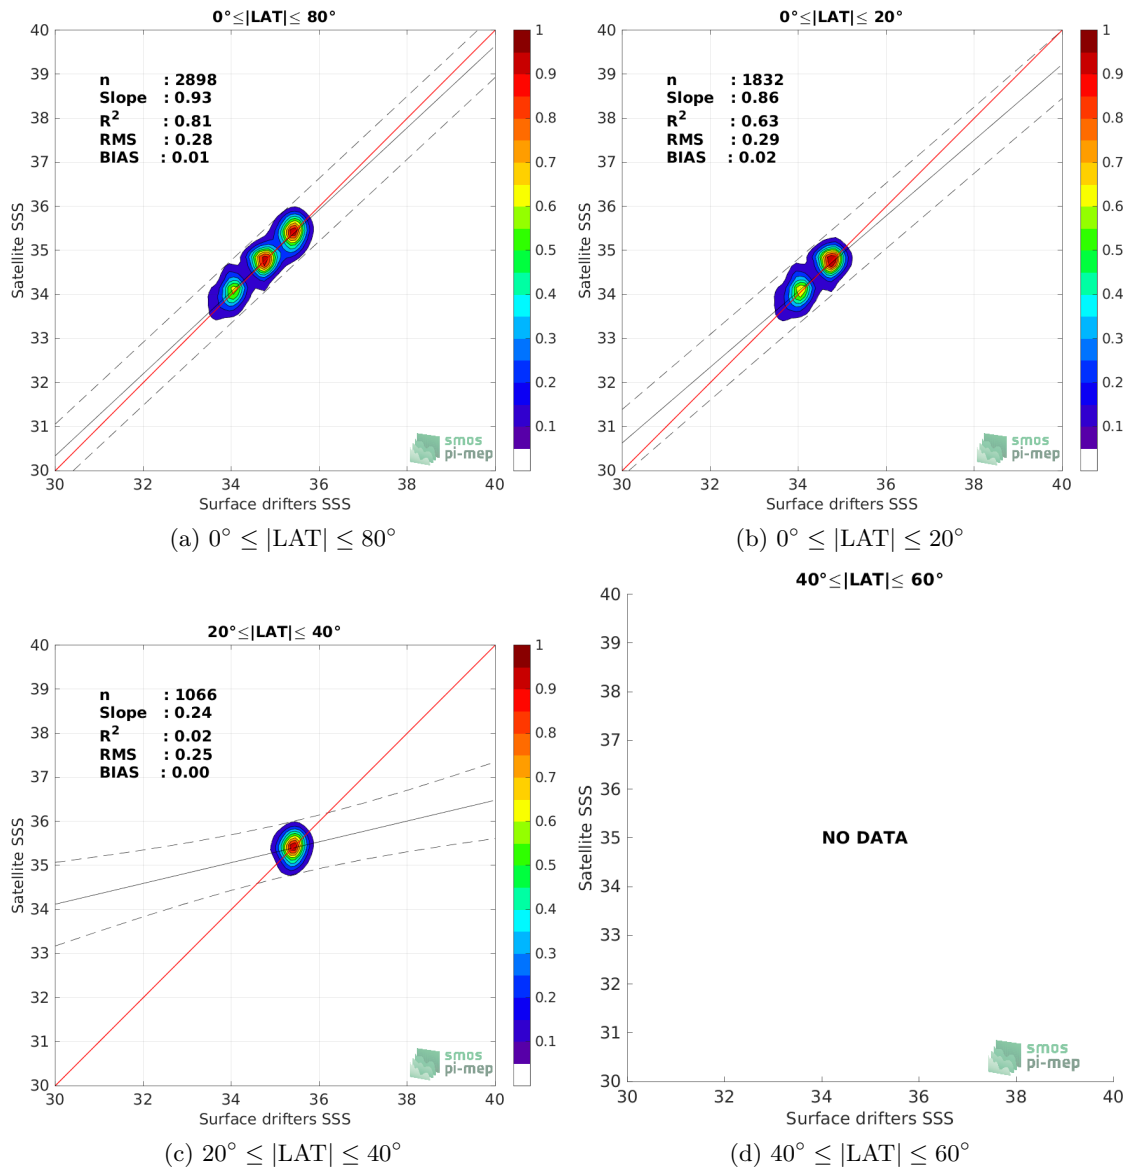 0°≤|LAT|≤ 80°
n : 2898
Slope : 0.93
R² : 0.81
RMS : 0.28
BIAS : 0.01
40
39
38
37
36
35
34
33
32
31
30
30 32 34 36 38 40
Satellite SSS
Surface drifters SSS
1
0.9
0.8
0.7
0.6
0.5
0.4
0.3
0.2
0.1
smos
pi-mep
(a) 0° ≤ |LAT| ≤ 80°
0°≤|LAT|≤ 20°
n : 1832
Slope : 0.86
R² : 0.63
RMS : 0.29
BIAS : 0.02
40
39
38
37
36
35
34
33
32
31
30
30 32 34 36 38 40
Satellite SSS
Surface drifters SSS
1
0.9
0.8
0.7
0.6
0.5
0.4
0.3
0.2
0.1
smos
pi-mep
(b) 0° ≤ |LAT| ≤ 20°
20°≤|LAT|≤ 40°
n : 1066
Slope : 0.24
R² : 0.02
RMS : 0.25
BIAS : 0.00
40
39
38
37
36
35
34
33
32
31
30
30 32 34 36 38 40
Satellite SSS
Surface drifters SSS
1
0.9
0.8
0.7
0.6
0.5
0.4
0.3
0.2
0.1
smos
pi-mep
(c) 20° ≤ |LAT| ≤ 40°
40°≤|LAT|≤ 60°
40
39
38
37
36
35
34
33
32
31
30
30 32 34 36 38 40
Satellite SSS
NO DATA
Surface drifters SSS
smos
pi-mep
(d) 40° ≤ |LAT| ≤ 60°